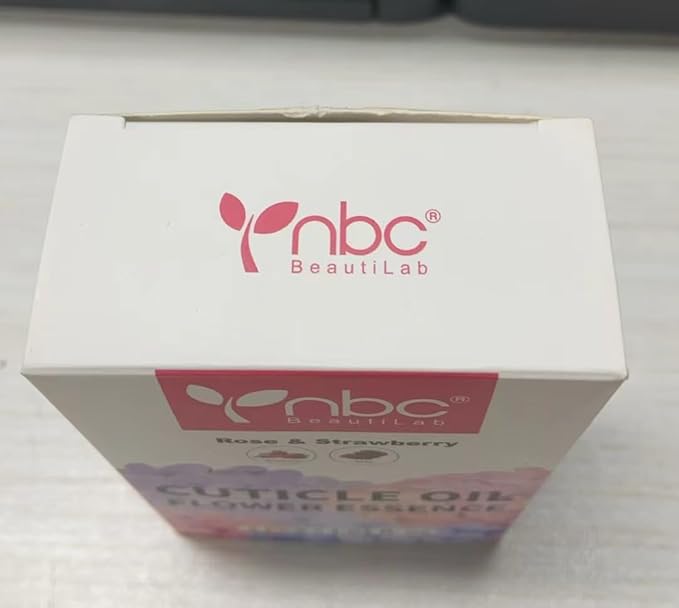 nbc®
BeautiLab
nbc®
BeautiLab
Rose & Strawberry
CUTICLE OIL
FLOWER ESSENCE